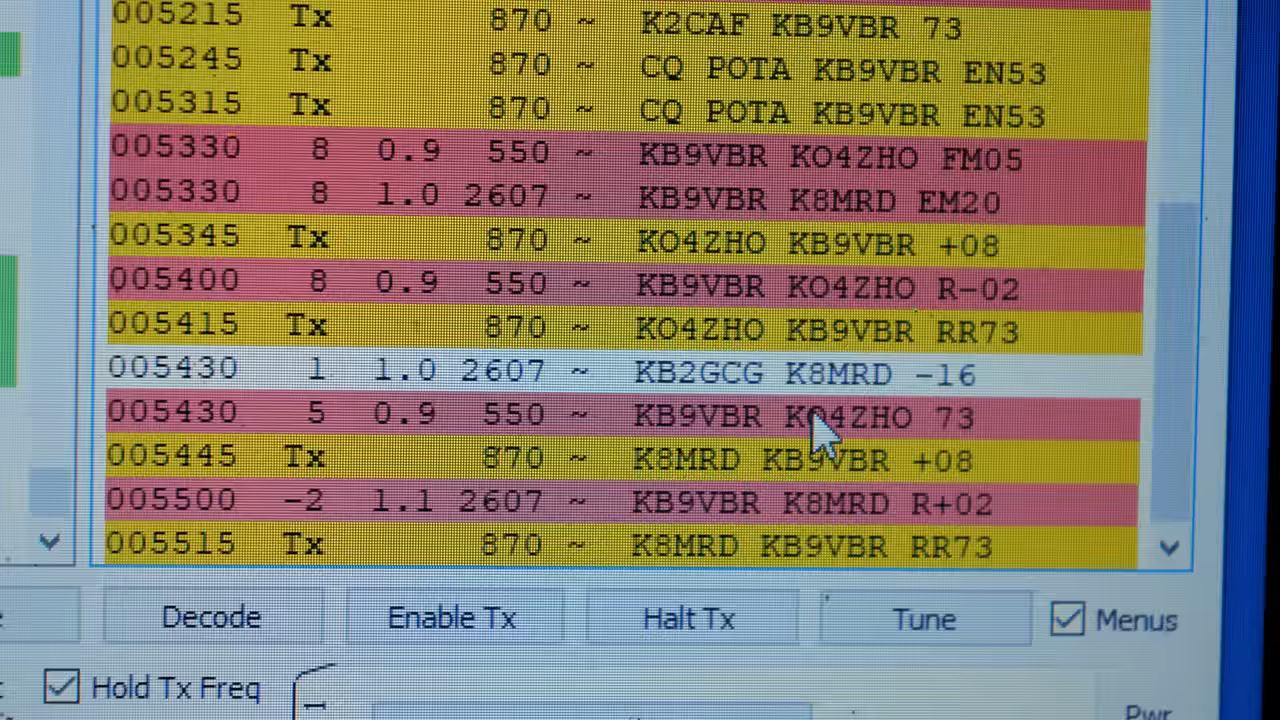 005215 Tx 870 ~ K2CAF KB9VBR 73
005245 Tx 870 ~ CQ POTA KB9VBR EN53
005315 Tx 870 ~ CQ POTA KB9VBR EN53
005330 8 0.9 550 ~ KB9VBR KO4ZHO FM05
005330 8 1.0 2607 ~ KB9VBR K8MRD EM20
005345 Tx 870 ~ KO4ZHO KB9VBR +08
005400 8 0.9 550 ~ KB9VBR KO4ZHO R-02
005415 Tx 870 ~ KO4ZHO KB9VBR RR73
005430 1 1.0 2607 ~ KB2GCG K8MRD -16
005430 5 0.9 550 ~ KB9VBR KO4ZHO 73
005445 Tx 870 ~ K8MRD KB9VBR +08
005500 -2 1.1 2607 ~ KB9VBR K8MRD R+02
005515 Tx 870 ~ K8MRD KB9VBR RR73
Decode Enable Tx Halt Tx Tune Menus
Hold Tx Freq
Pwr